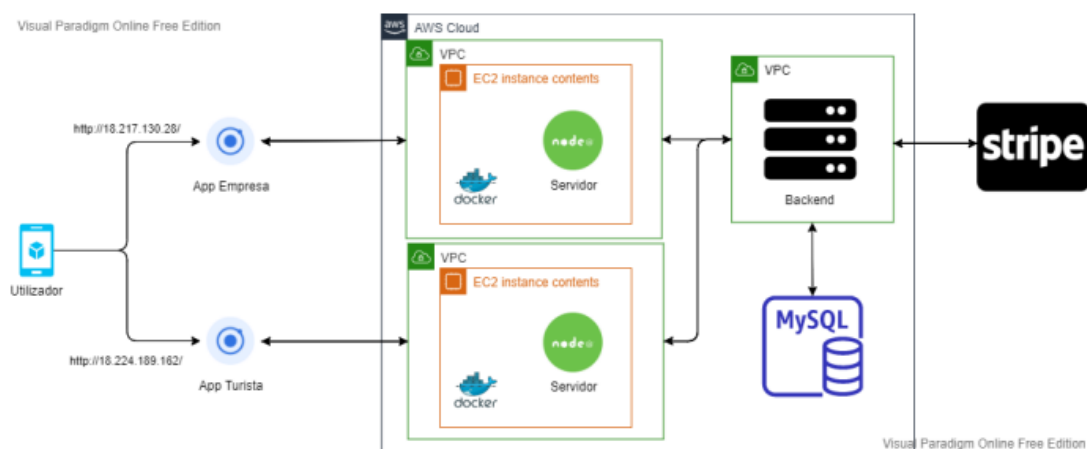 Visual Paradigm Online Free Edition
aws
AWS Cloud
VPC
EC2 instance contents
VPC
http://18.217.130.28/
node
stripe
App Empresa
docker
Servidor
Backend
VPC
EC2 instance contents
Utilizador
MySQL
node
http://18.224.189.162/
App Turista
docker
Servidor
Visual Paradigm Online Free Edition